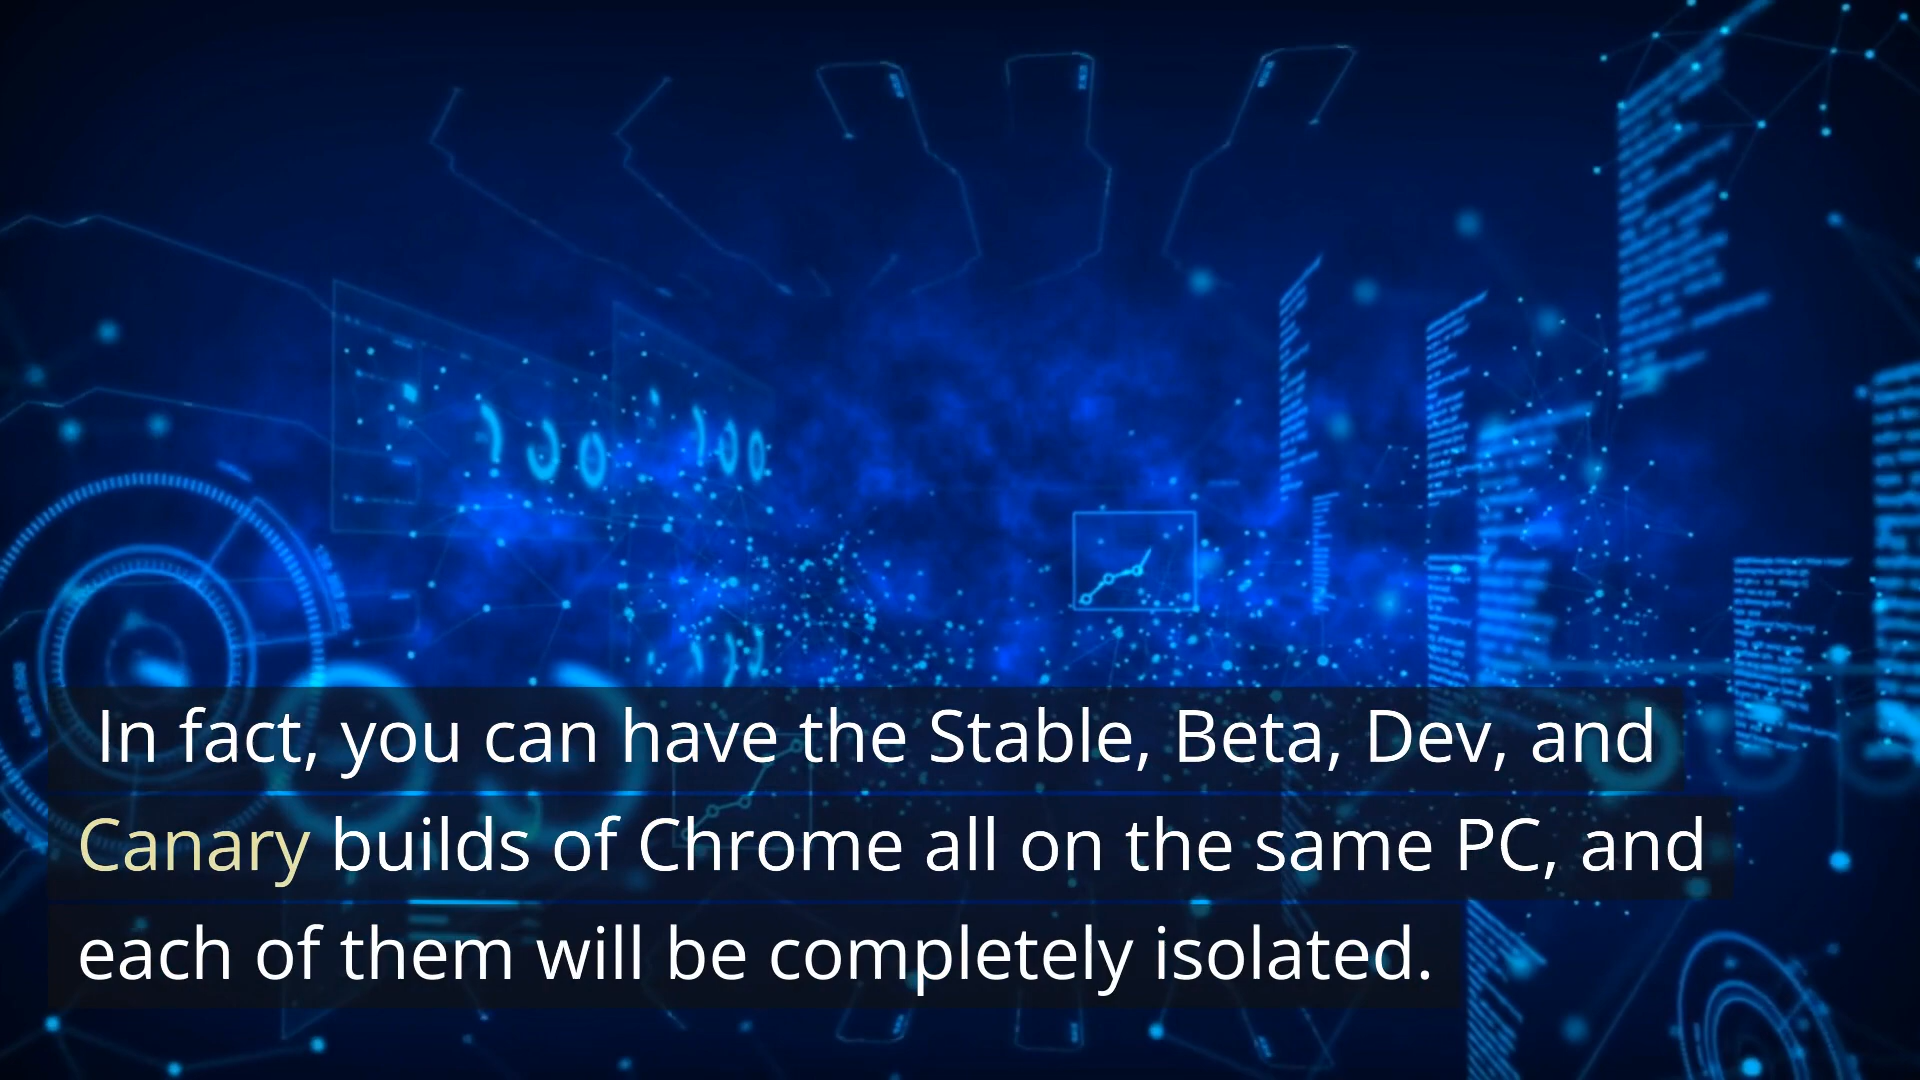 In fact, you can have the Stable, Beta, Dev, and
Canary builds of Chrome all on the same PC, and
each of them will be completely isolated.